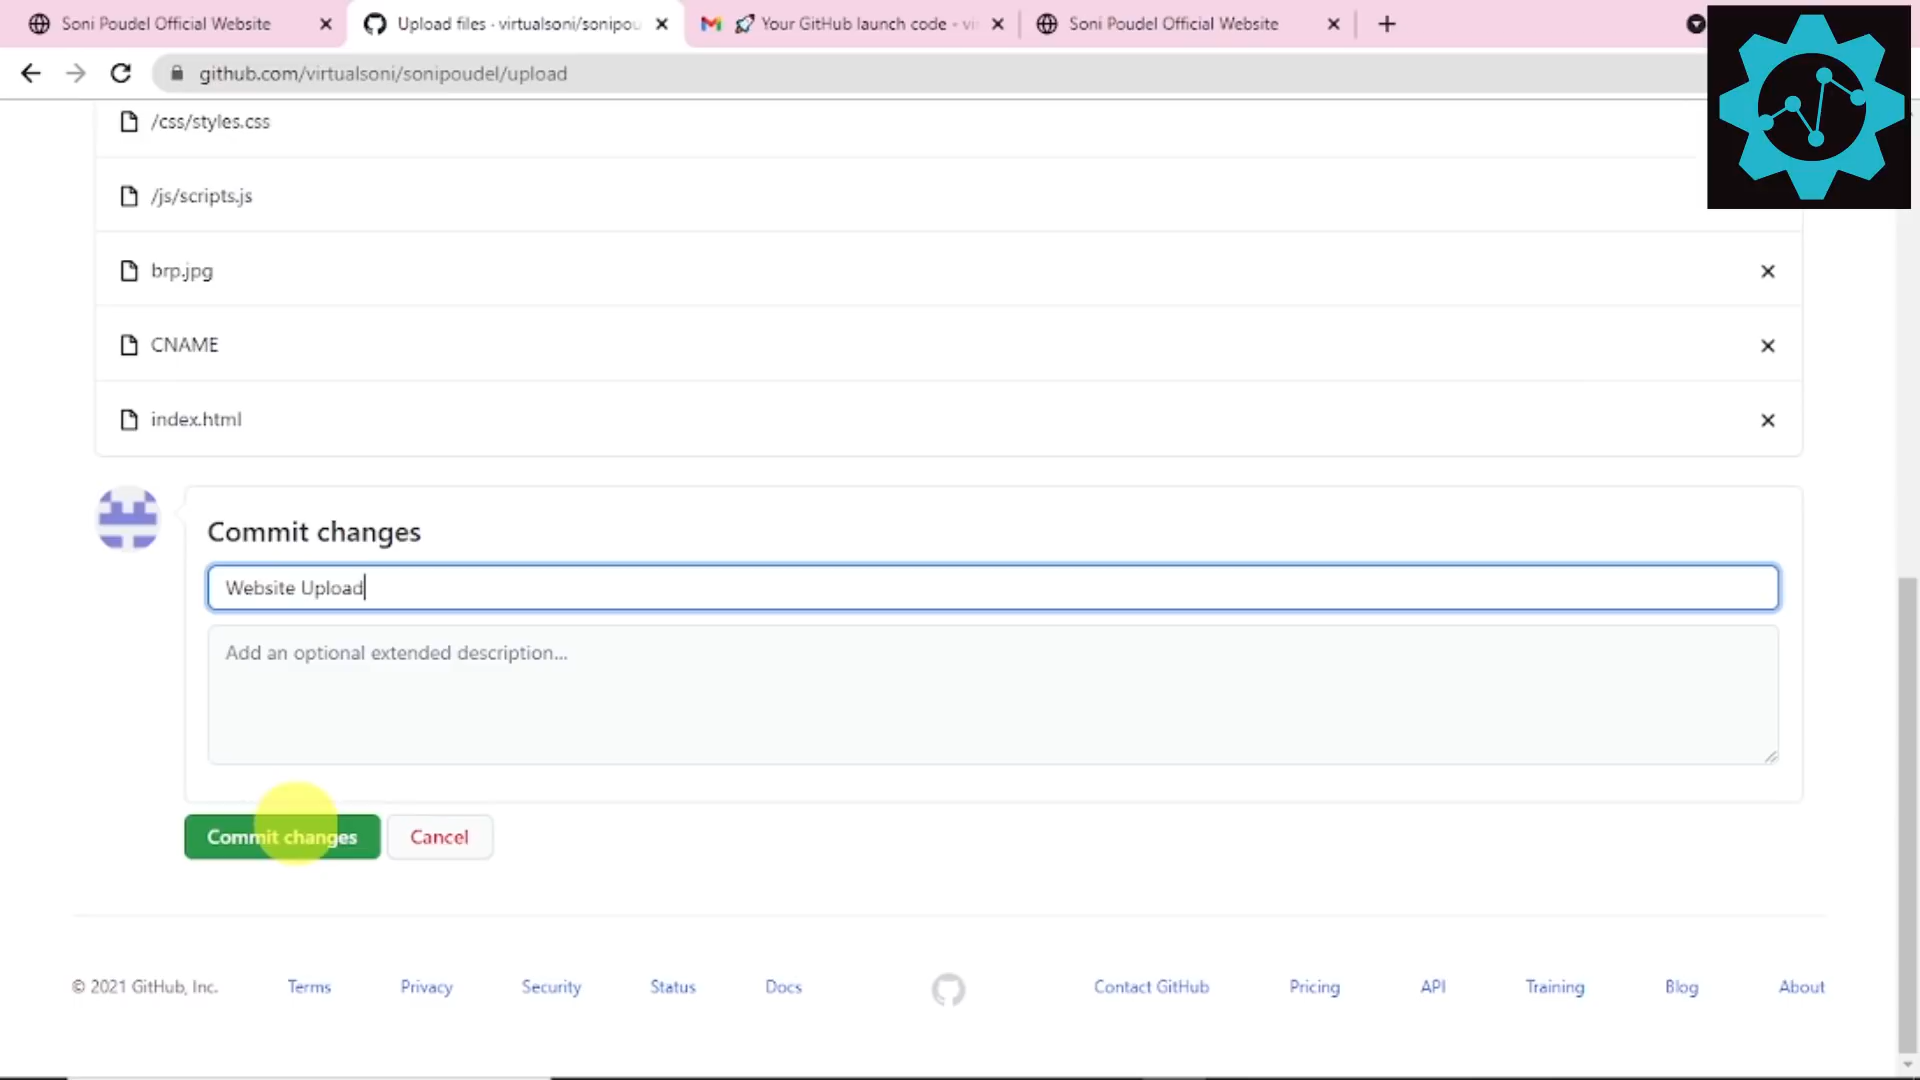 Soni Poudel Official Website
Upload files - virtualsoni/sonipou
Your GitHub launch code - vi
Soni Poudel Official Website
github.com/virtualsoni/sonipoudel/upload
/css/styles.css
/js/scripts.js
brp.jpg
CNAME
index.html
Commit changes
Website Upload
Add an optional extended description...
Commit changes
Cancel
© 2021 GitHub, Inc.
Terms
Privacy
Security
Status
Docs
Contact GitHub
Pricing
API
Training
Blog
About